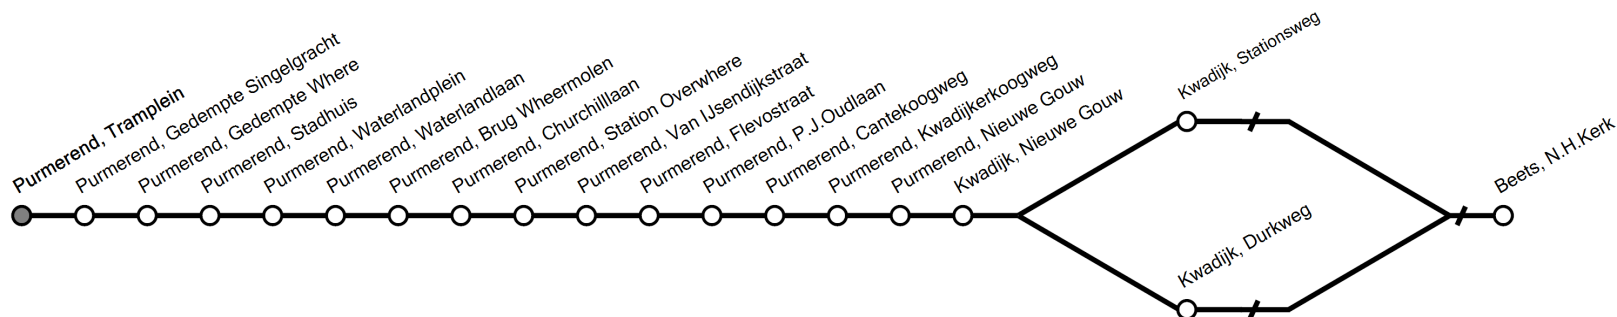 Purmerend, Tramplein
Purmerend, Gedempte Singelgracht
Purmerend, Gedempte Where
Purmerend, Stadhuis
Purmerend, Waterlandplein
Purmerend, Waterlandlaan
Purmerend, Brug Wheermolen
Purmerend, Churchilllaan
Purmerend, Station Overwhere
Purmerend, Van IJsendijkstraat
Purmerend, Flevostraat
Purmerend, P.J.Oudlaan
Purmerend, Cantekoogweg
Purmerend, Kwadijkerkoogweg
Purmerend, Nieuwe Gouw
Kwadijk, Nieuwe Gouw
Kwadijk, Stationsweg
Kwadijk, Durkweg
Beets, N.H.Kerk